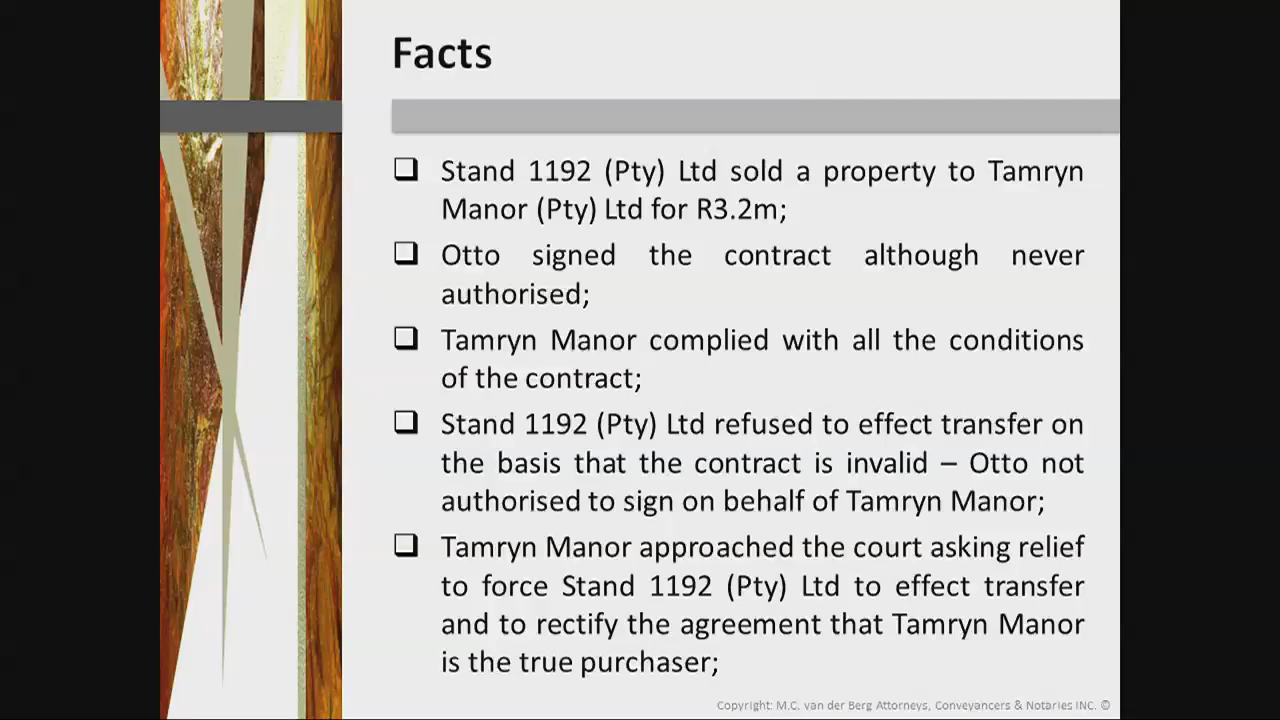 Facts
❑ Stand 1192 (Pty) Ltd sold a property to Tamryn
Manor (Pty) Ltd for R3.2m;
❑ Otto signed the contract although never
authorised;
❑ Tamryn Manor complied with all the conditions
of the contract;
❑ Stand 1192 (Pty) Ltd refused to effect transfer on
the basis that the contract is invalid – Otto not
authorised to sign on behalf of Tamryn Manor;
❑ Tamryn Manor approached the court asking relief
to force Stand 1192 (Pty) Ltd to effect transfer
and to rectify the agreement that Tamryn Manor
is the true purchaser;
Copyright: M.C. van der Berg Attorneys, Conveyancers & Notaries INC. ©